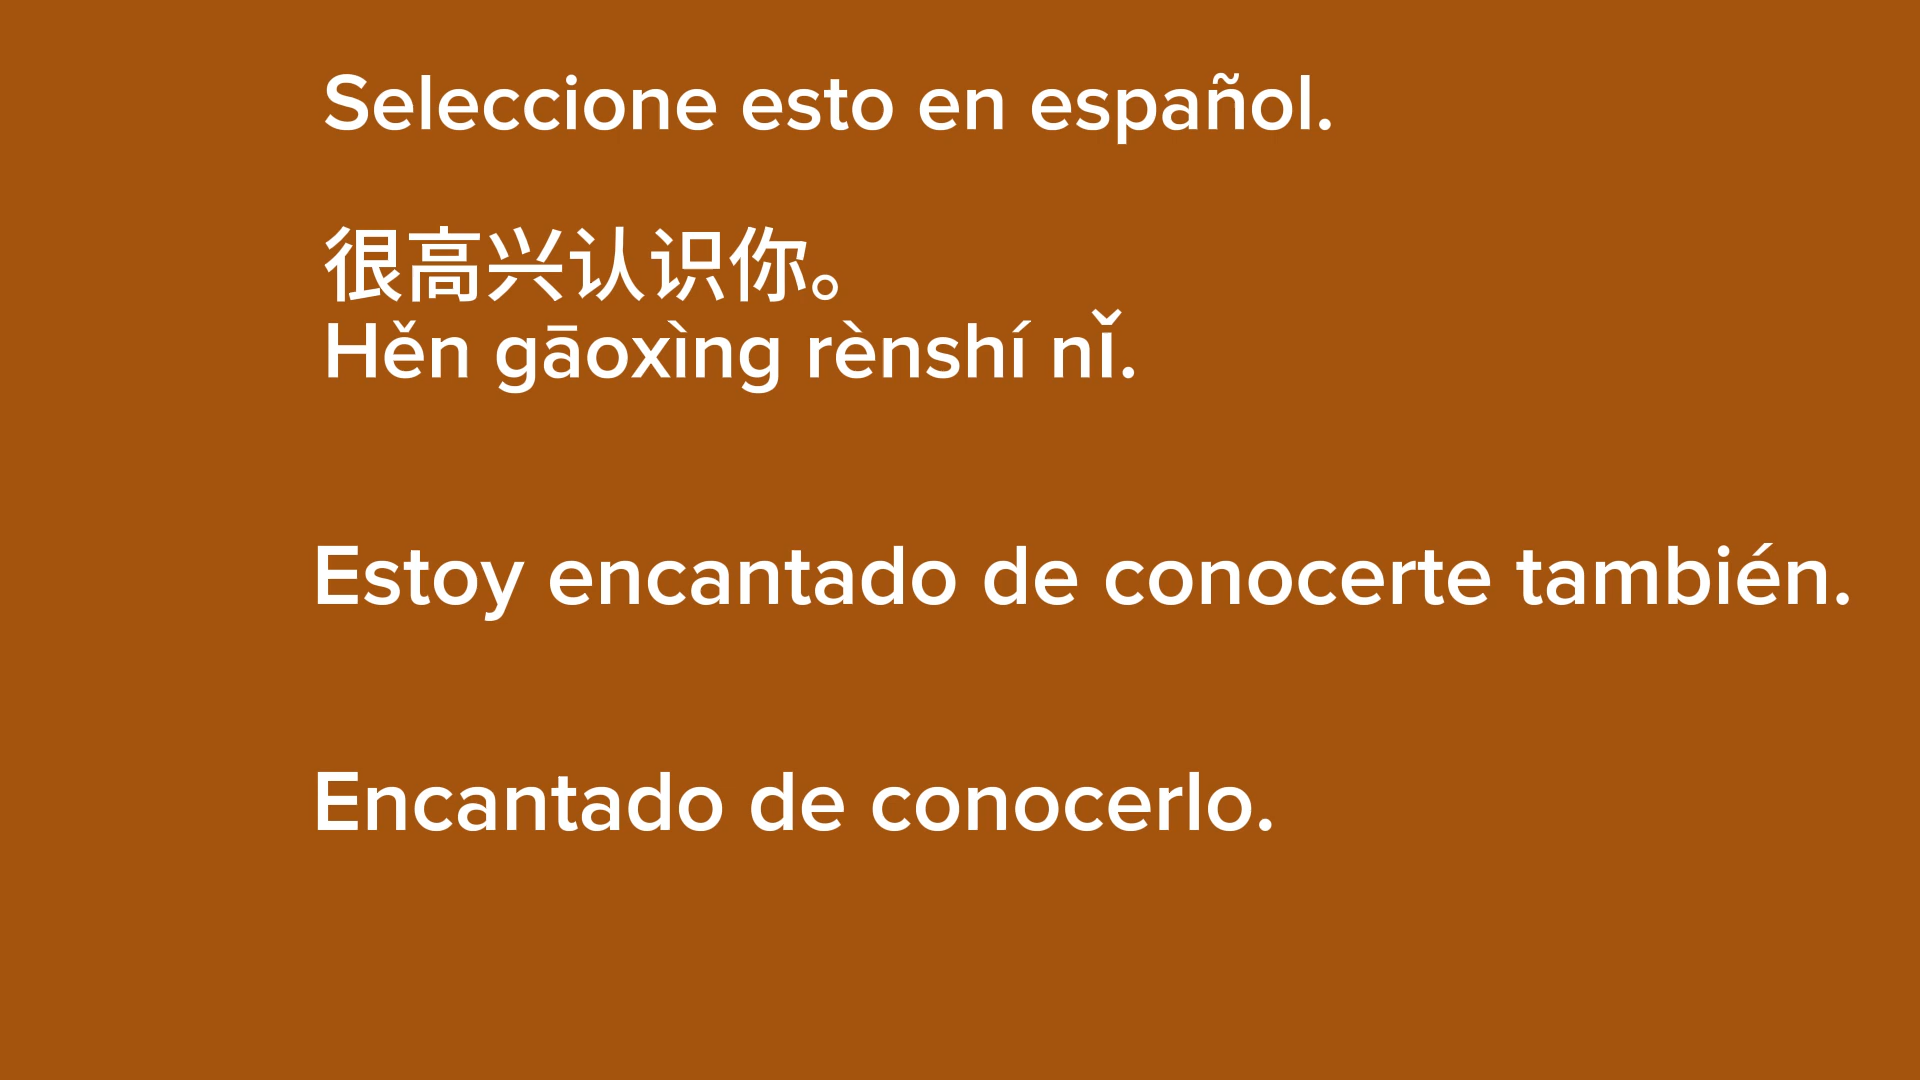 Seleccione esto en español.
很高兴认识你。
Hěn gāoxìng rènshí nǐ.
Estoy encantado de conocerte también.
Encantado de conocerlo.